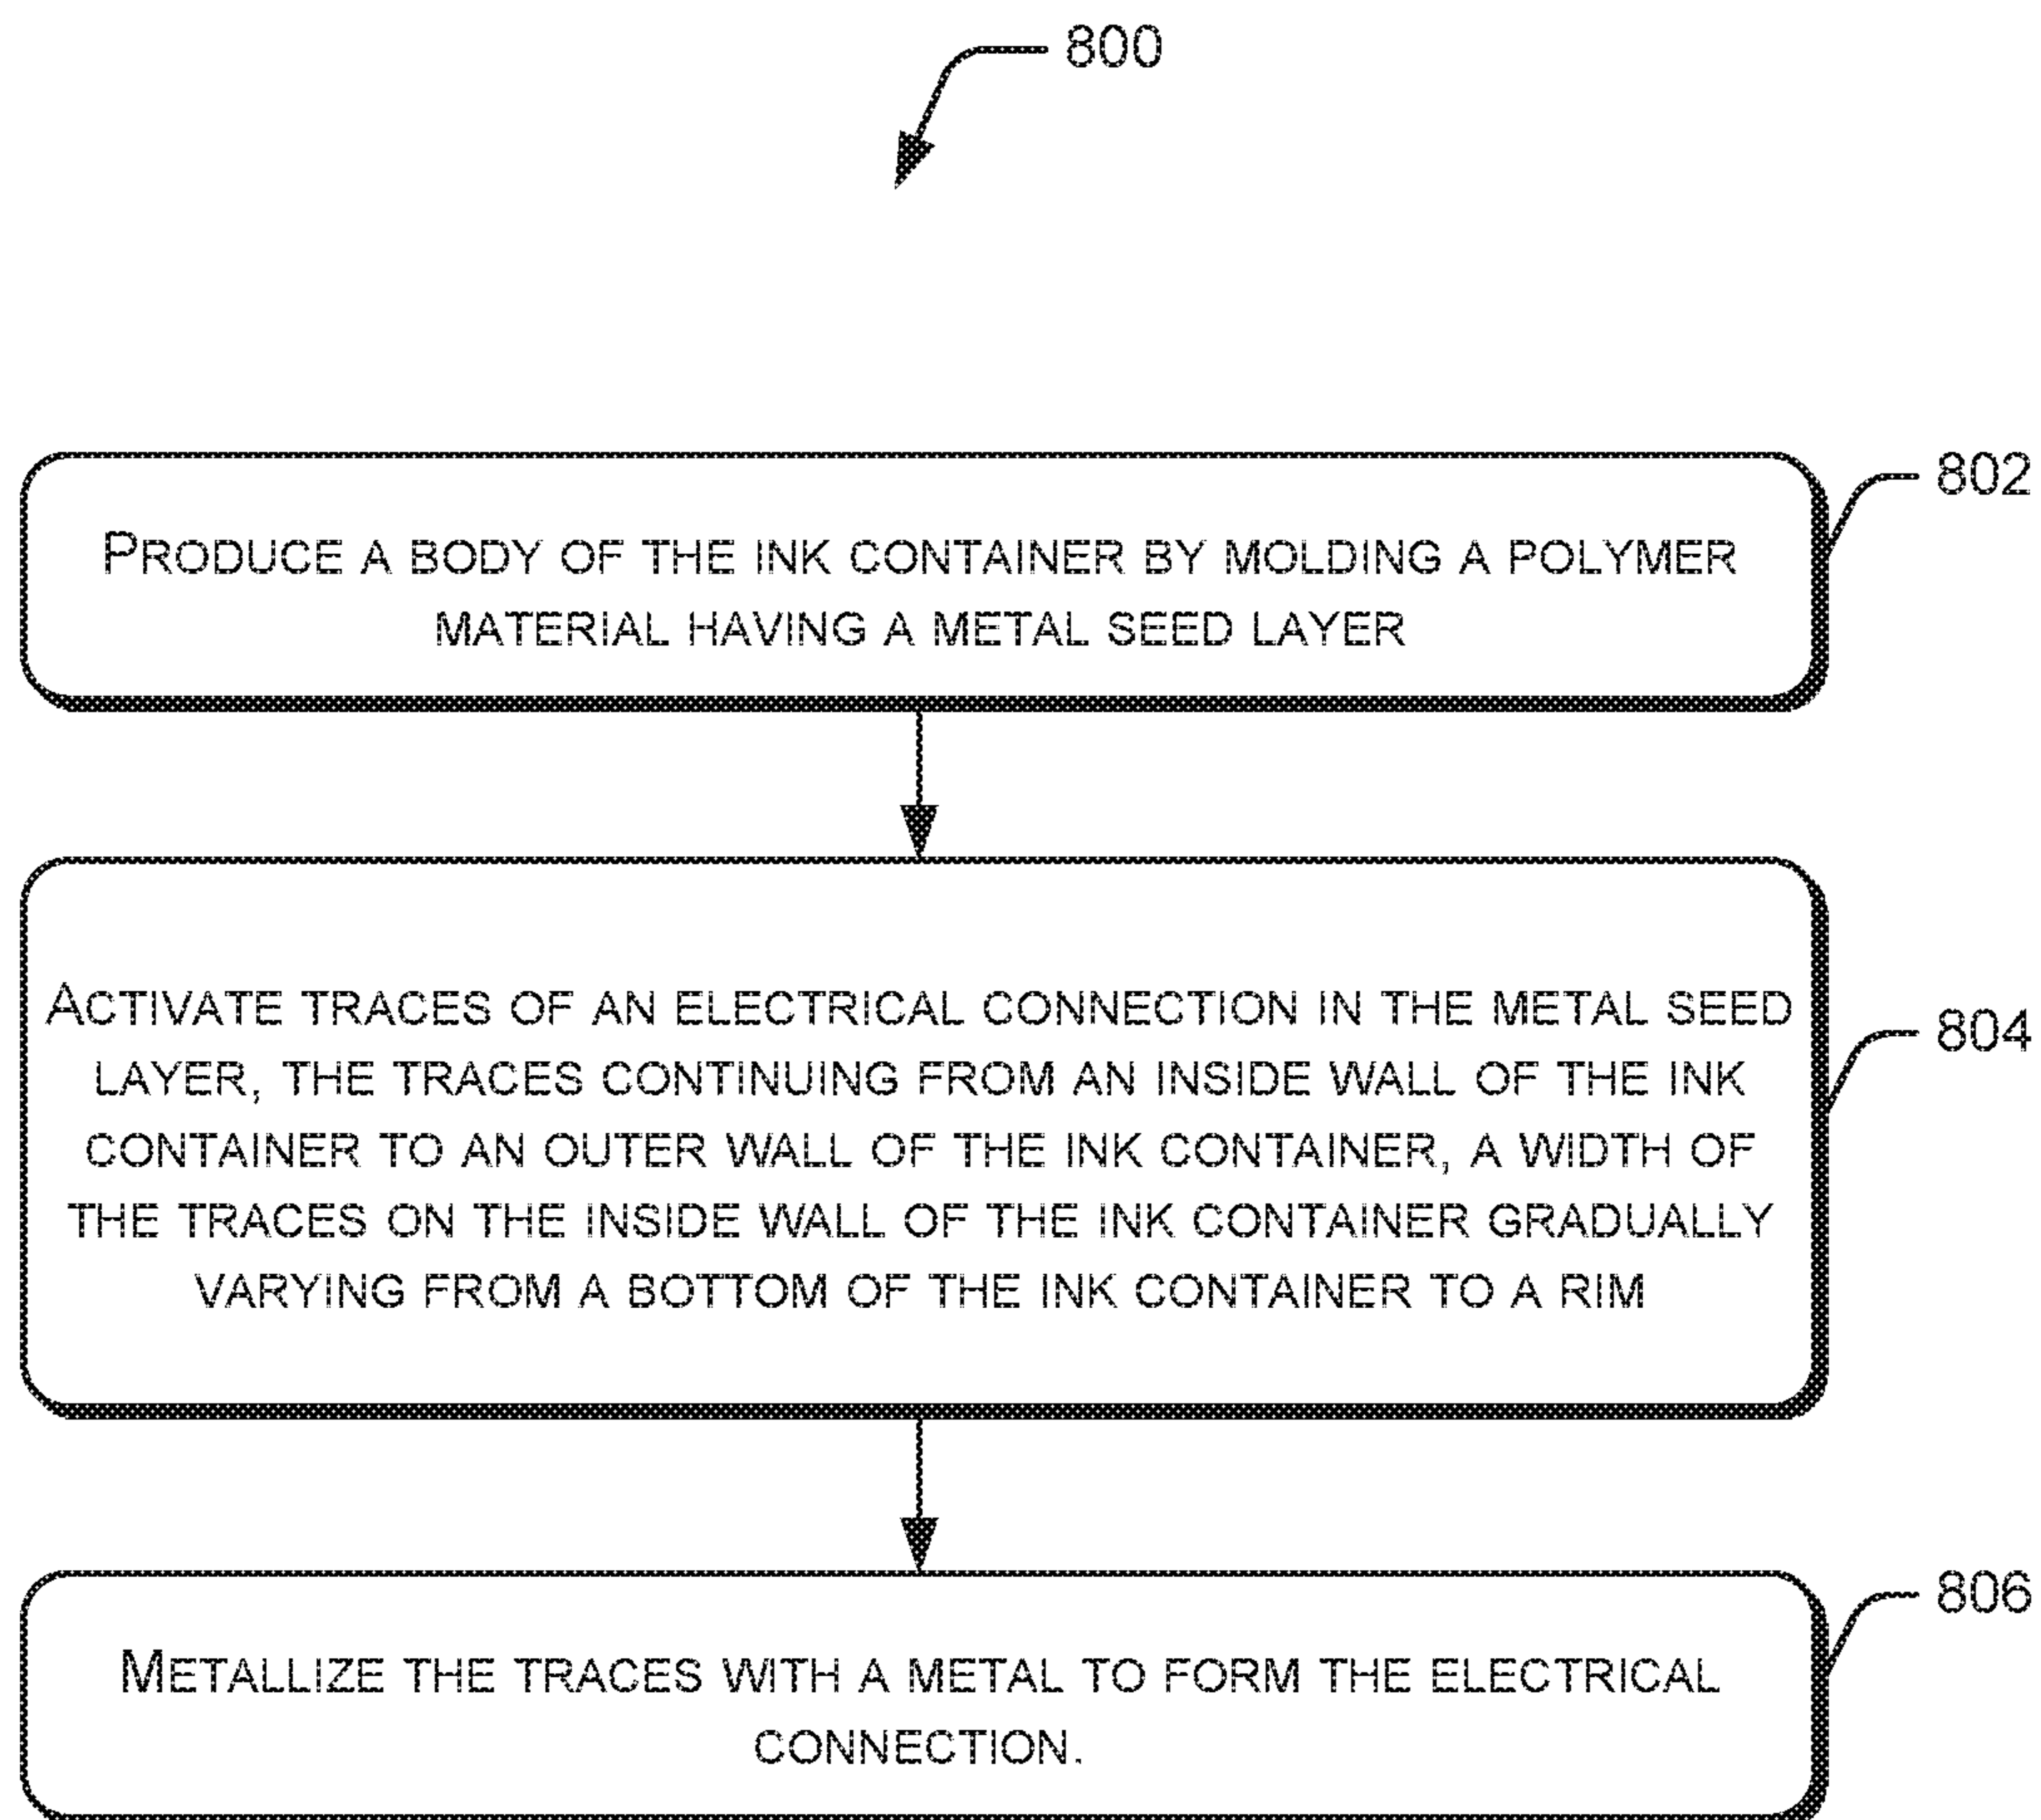 800
802
PRODUCE A BODY OF THE INK CONTAINER BY MOLDING A POLYMER
MATERIAL HAVING A METAL SEED LAYER
804
ACTIVATE TRACES OF AN ELECTRICAL CONNECTION IN THE METAL SEED
LAYER, THE TRACES CONTINUING FROM AN INSIDE WALL OF THE INK
CONTAINER TO AN OUTER WALL OF THE INK CONTAINER, A WIDTH OF
THE TRACES ON THE INSIDE WALL OF THE INK CONTAINER GRADUALLY
VARYING FROM A BOTTOM OF THE INK CONTAINER TO A RIM
806
METALLIZE THE TRACES WITH A METAL TO FORM THE ELECTRICAL
CONNECTION.